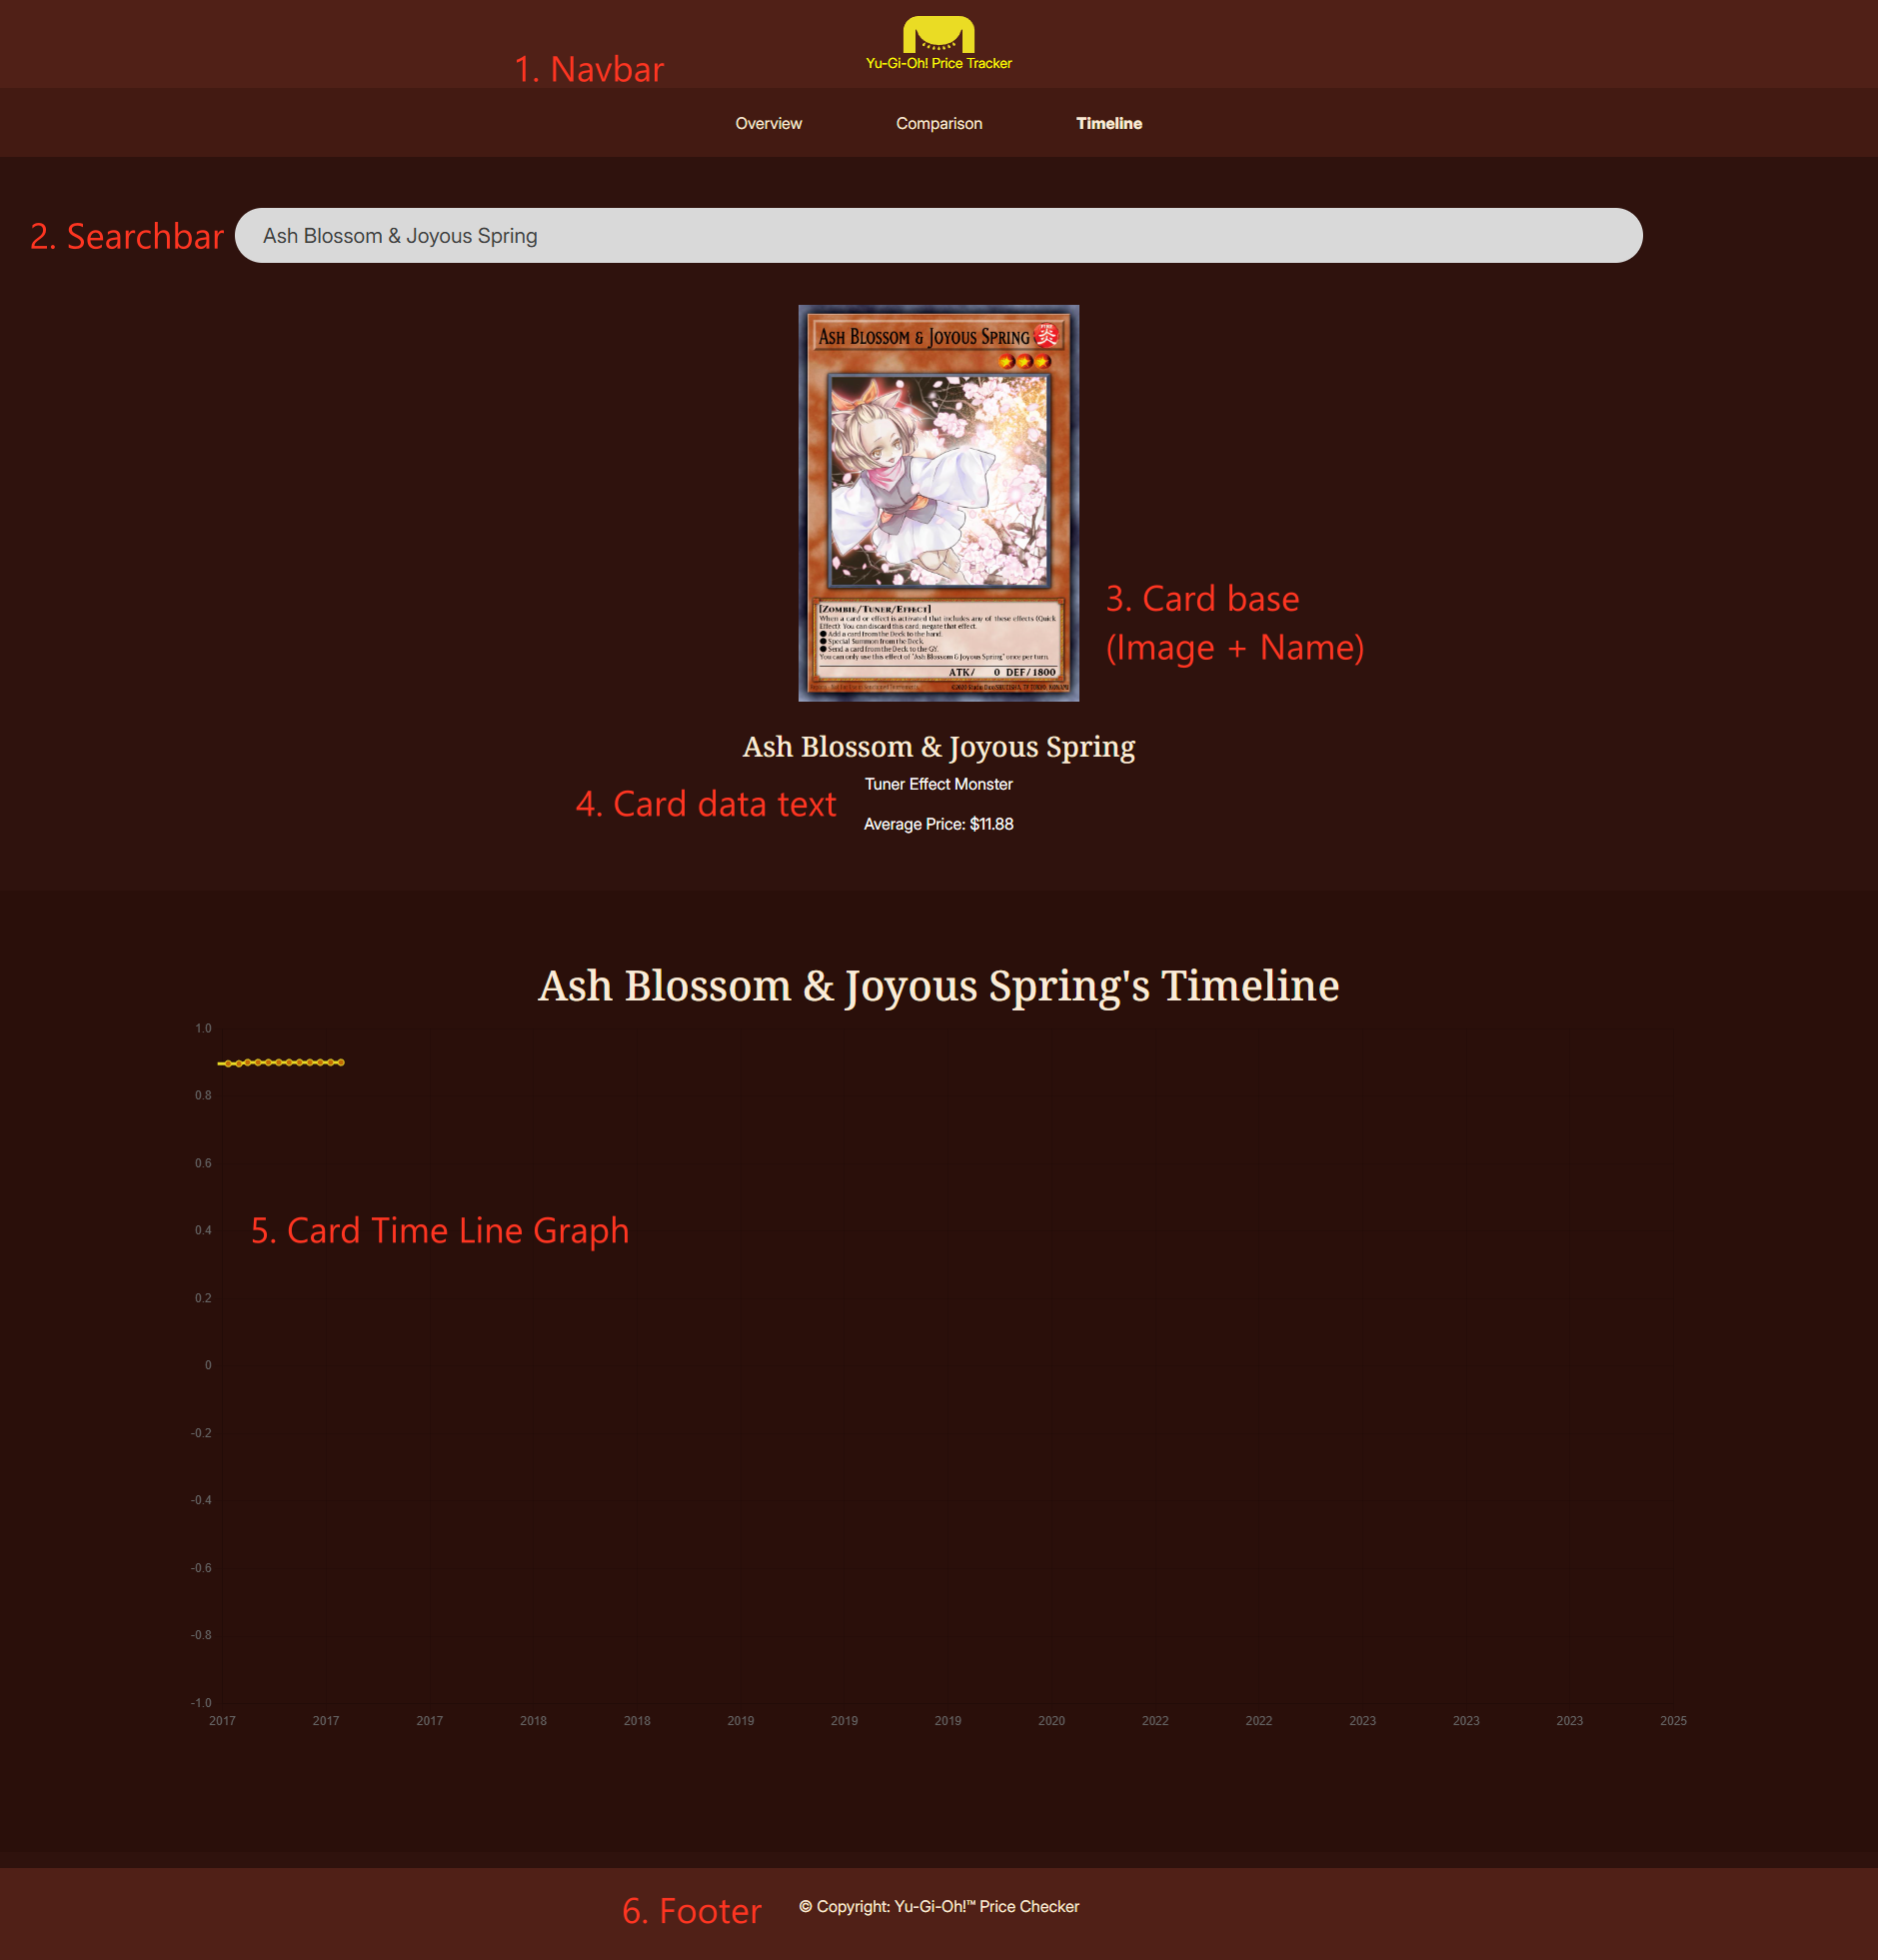 Yu-Gi-Oh! Price Tracker
1. Navbar
Overview Comparison Timeline
2. Searchbar
Ash Blossom & Joyous Spring
ASH BLOSSOM & JOYOUS SPRING
炎
[ZOMBIE/TUNER/EFFECT]
When a card or effect is activated that includes any of these effects (Quick
Effect): You can discard this card; negate that effect.
● Add a card from the Deck to the hand.
● Special Summon from the Deck.
● Send a card from the Deck to the GY.
You can only use this effect of "Ash Blossom & Joyous Spring" once per turn.
ATK/ 0 DEF/1800
3. Card base
(Image + Name)
Ash Blossom & Joyous Spring
Tuner Effect Monster
4. Card data text
Average Price: $11.88
Ash Blossom & Joyous Spring's Timeline
1.0
0.8
0.6
0.4
5. Card Time Line Graph
0.2
0
-0.2
-0.4
-0.6
-0.8
-1.0
2017 2017 2017 2018 2018 2019 2019 2019 2020 2022 2022 2023 2023 2023 2025
6. Footer
© Copyright: Yu-Gi-Oh!™ Price Checker